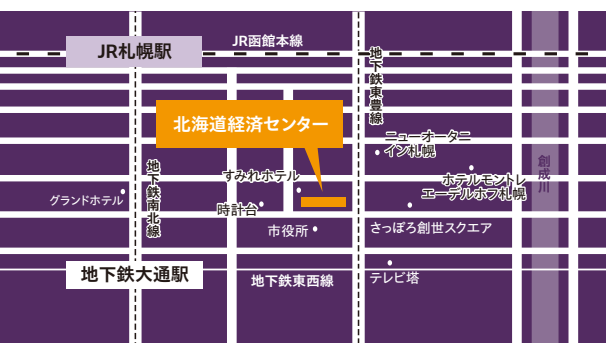 JR函館本線
JR札幌駅
地下鉄東豊線
北海道経済センター
ニューオータニ
イン札幌
創成川
地下鉄南北線
すみれホテル
ホテルモントレ
エーデルホフ札幌
グランドホテル
時計台
市役所
さっぽろ創世スクエア
地下鉄大通駅
地下鉄東西線
テレビ塔